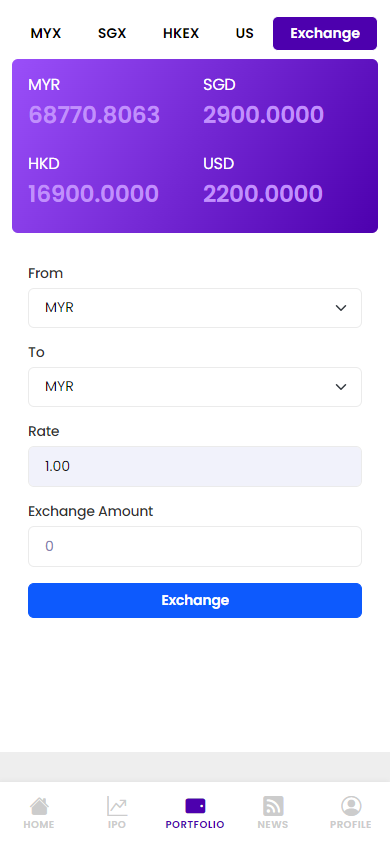 MYX SGX HKEX US Exchange
MYR SGD
68770.8063 2900.0000
HKD USD
16900.0000 2200.0000
From
MYR
To
MYR
Rate
1.00
Exchange Amount
0
Exchange
HOME IPO PORTFOLIO NEWS PROFILE